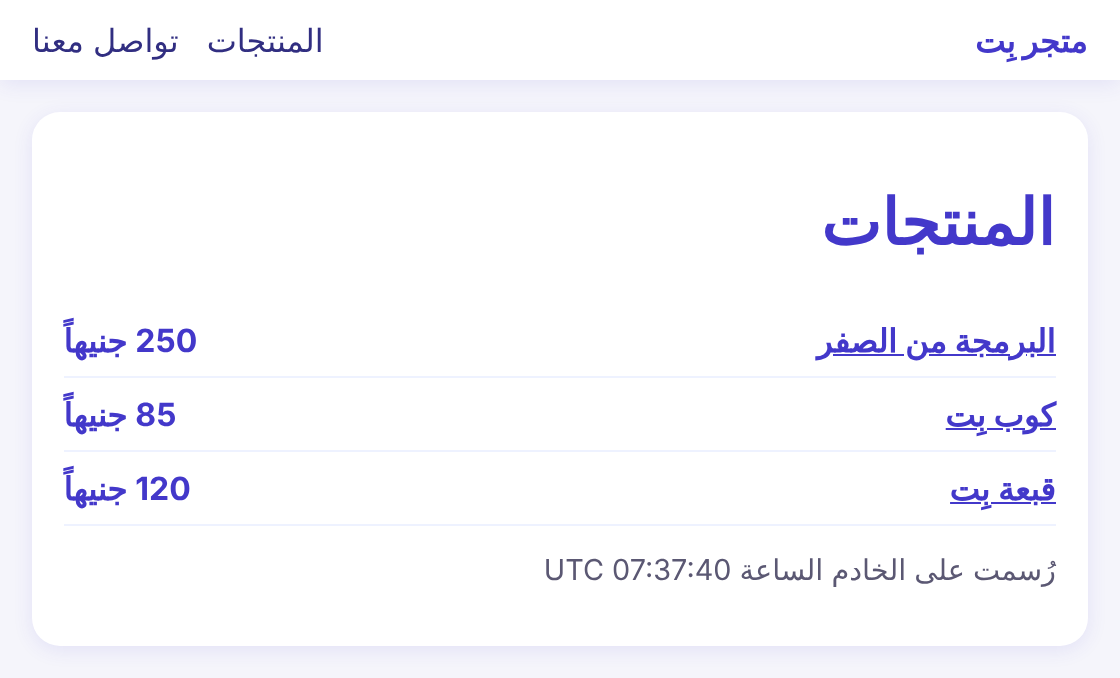 متجر بِت
المنتجات
تواصل معنا
المنتجات
البرمجة من الصفر 250 جنيهاً
كوب بِت 85 جنيهاً
قبعة بِت 120 جنيهاً
رُسمت على الخادم الساعة 07:37:40 UTC